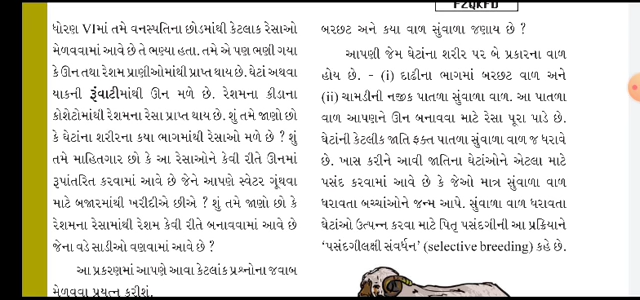 FZQKFD
ધોરણ VIમાં તમે વનસ્પતિના છોડમાંથી કેટલાક રેસાઓ
મેળવવામાં આવે છે તે ભણ્યા હતા. તમે એ પણ ભણી ગયા
કે ઊન તથા રેશમ પ્રાણીઓમાંથી પ્રાપ્ત થાય છે. ઘેટાં અથવા
યાકની રૂંવાટીમાંથી ઊન મળે છે. રેશમના કીડાના
કોશેટોમાંથી રેશમના રેસા પ્રાપ્ત થાય છે. શું તમે જાણો છો
કે ઘેટાંના શરીરના કયા ભાગમાંથી રેસાઓ મળે છે ? શું
તમે માહિતગાર છો કે આ રેસાઓને કેવી રીતે ઊનમાં
રૂપાંતરિત કરવામાં આવે છે જેને આપણે સ્વેટર ગૂંથવા
માટે બજારમાંથી ખરીદીએ છીએ ? શું તમે જાણો છો કે
રેશમના રેસામાંથી રેશમ કેવી રીતે બનાવવામાં આવે છે
જેના વડે સાડીઓ વણવામાં આવે છે ?
આ પ્રકરણમાં આપણે આવા કેટલાંક પ્રશ્નોના જવાબ
મેળવવા પ્રયત્ન કરીશું.
બરછટ અને કયા વાળ સુંવાળા જણાય છે ?
આપણી જેમ ઘેટાંના શરીર પર બે પ્રકારના વાળ
હોય છે. - (i) દાઢીના ભાગમાં બરછટ વાળ અને
(ii) ચામડીની નજીક પાતળા સુંવાળા વાળ. આ પાતળા
વાળ આપણને ઊન બનાવવા માટે રેસા પૂરા પાડે છે.
ઘેટાંની કેટલીક જાતિ ફક્ત પાતળા સુંવાળા વાળ જ ધરાવે
છે. ખાસ કરીને આવી જાતિના ઘેટાંઓને એટલા માટે
પસંદ કરવામાં આવે છે કે જેઓ માત્ર સુંવાળા વાળ
ધરાવતા બચ્ચાંઓને જન્મ આપે. સુંવાળા વાળ ધરાવતા
ઘેટાંઓ ઉત્પન્ન કરવા માટે પિતૃ પસંદગીની આ પ્રક્રિયાને
'પસંદગીલક્ષી સંવર્ધન' (selective breeding) કહે છે.